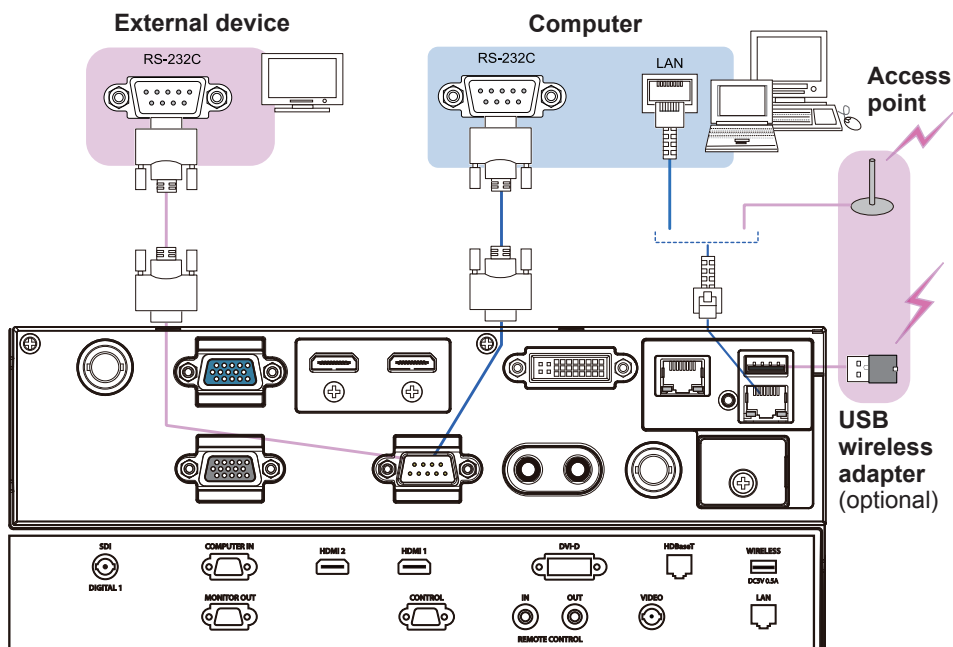 External device
Computer
RS-232C
RS-232C
LAN
Access
point
USB
wireless
adapter
(optional)
SDI
COMPUTER IN
HDMI 2
HDMI 1
DVI-D
HDBaseT
WIRELESS
DIGITAL 1
DC5V 0.5A
MONITOR OUT
CONTROL
IN
OUT
VIDEO
LAN
REMOTE CONTROL